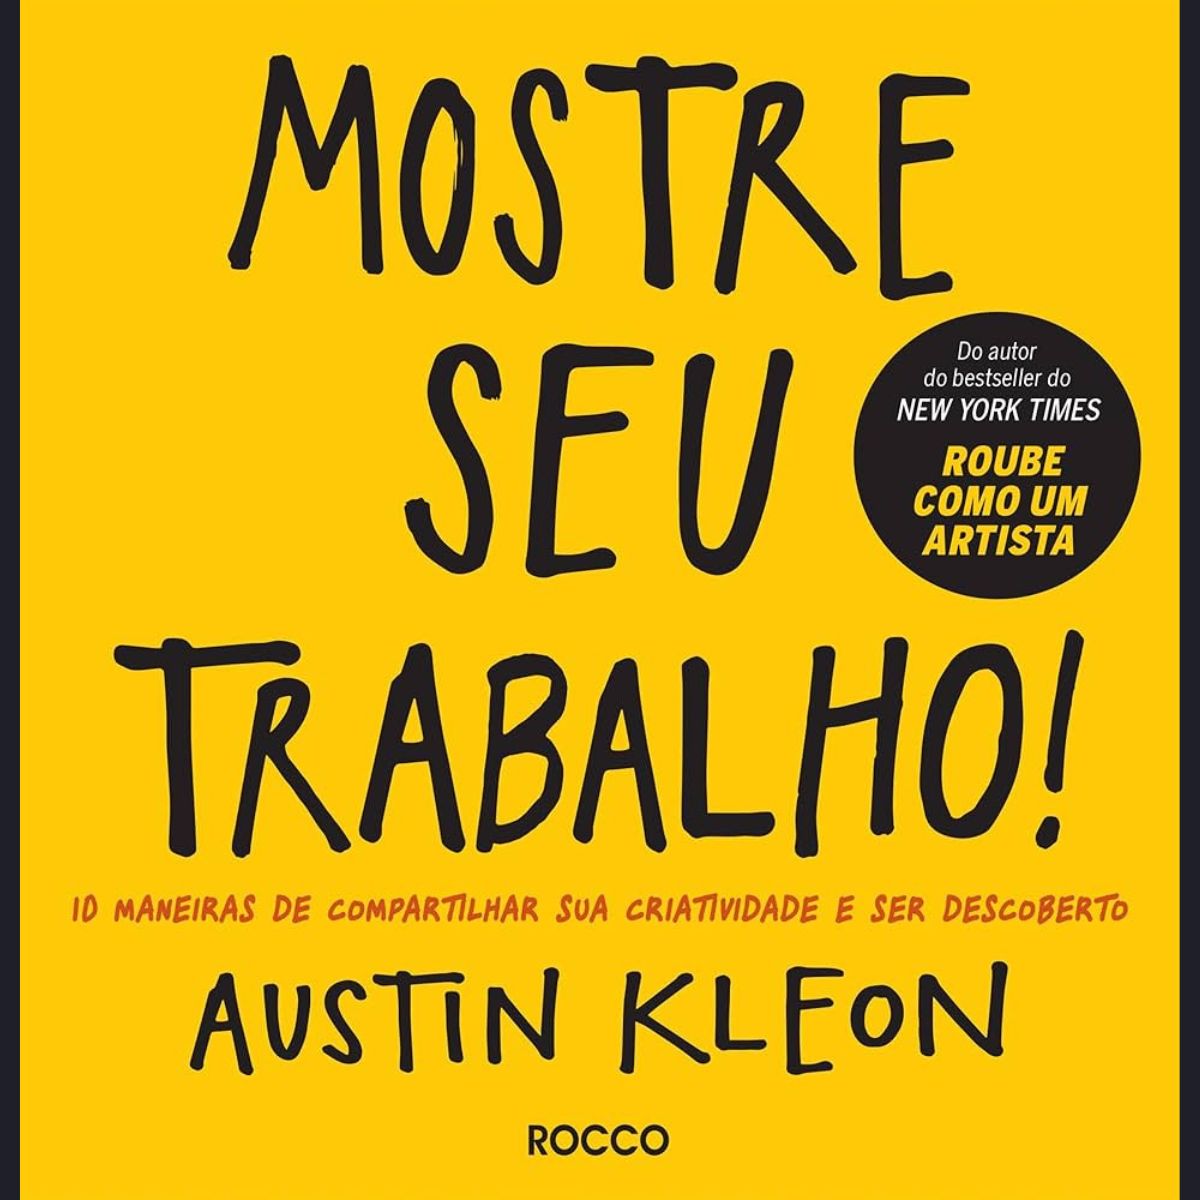 MOSTRE
SEU
Do autor
do bestseller do
NEW YORK TIMES
ROUBE
COMO UM
ARTISTA
TRABALHO!
10 MANEIRAS DE COMPARTILHAR SUA CRIATIVIDADE E SER DESCOBERTO
AUSTIN KLEON
ROCCO